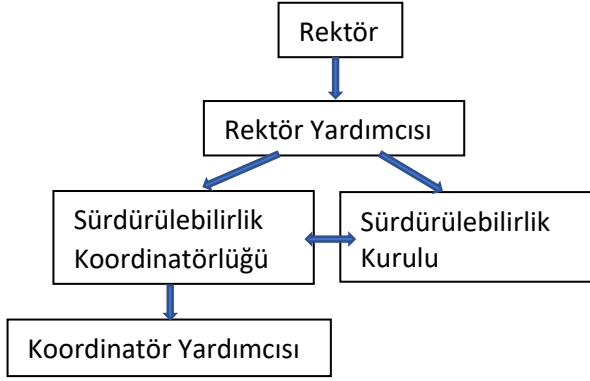 Rektör
Rektör Yardımcısı
Sürdürülebilirlik
Koordinatörlüğü
Sürdürülebilirlik
Kurulu
Koordinatör Yardımcısı